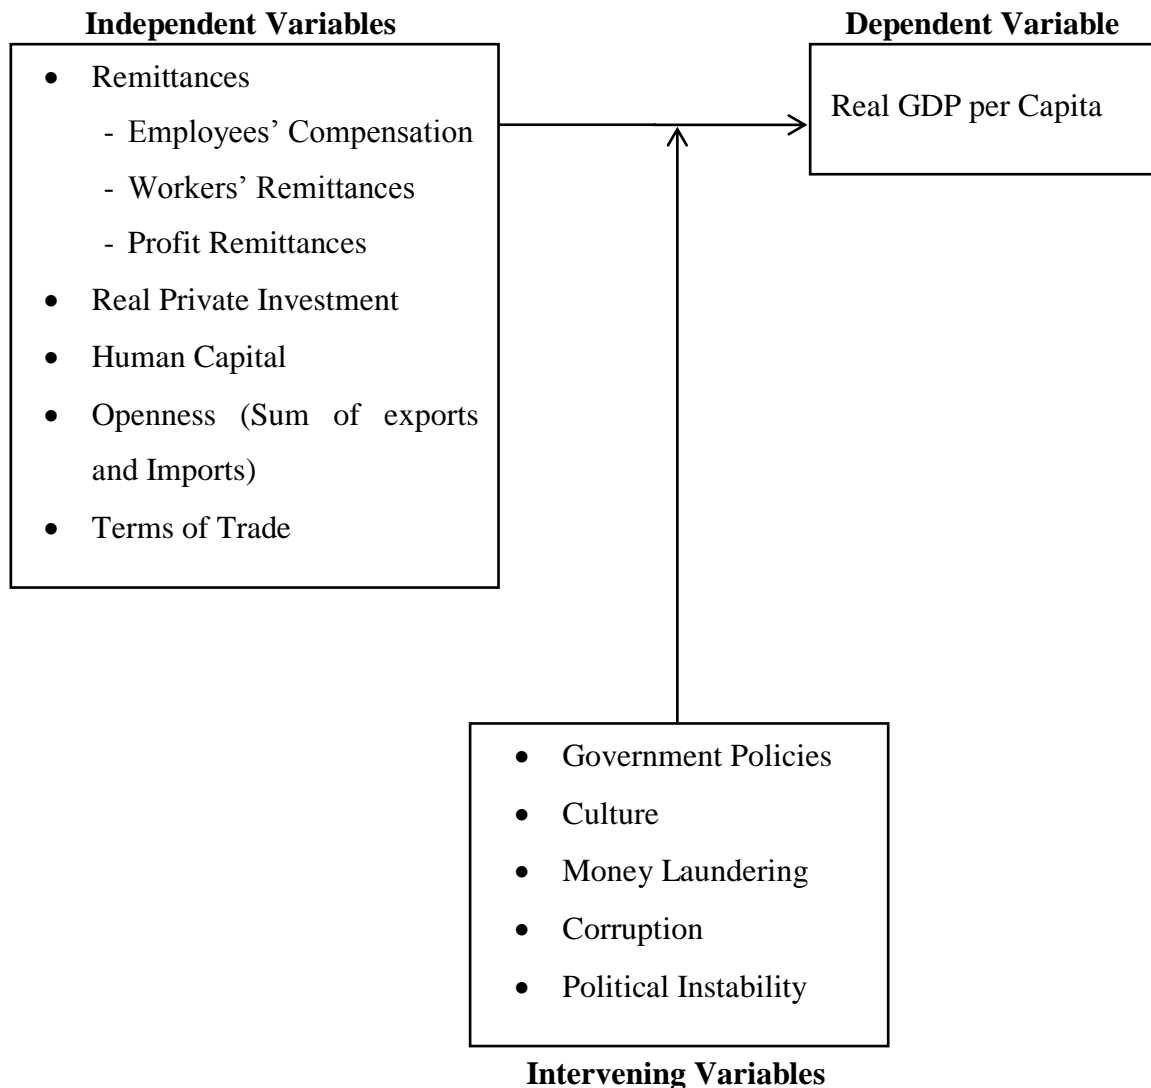 Independent Variables
• Remittances
- Employees’ Compensation
- Workers’ Remittances
- Profit Remittances
• Real Private Investment
• Human Capital
• Openness (Sum of exports
and Imports)
• Terms of Trade
Dependent Variable
Real GDP per Capita
• Government Policies
• Culture
• Money Laundering
• Corruption
• Political Instability
Intervening Variables